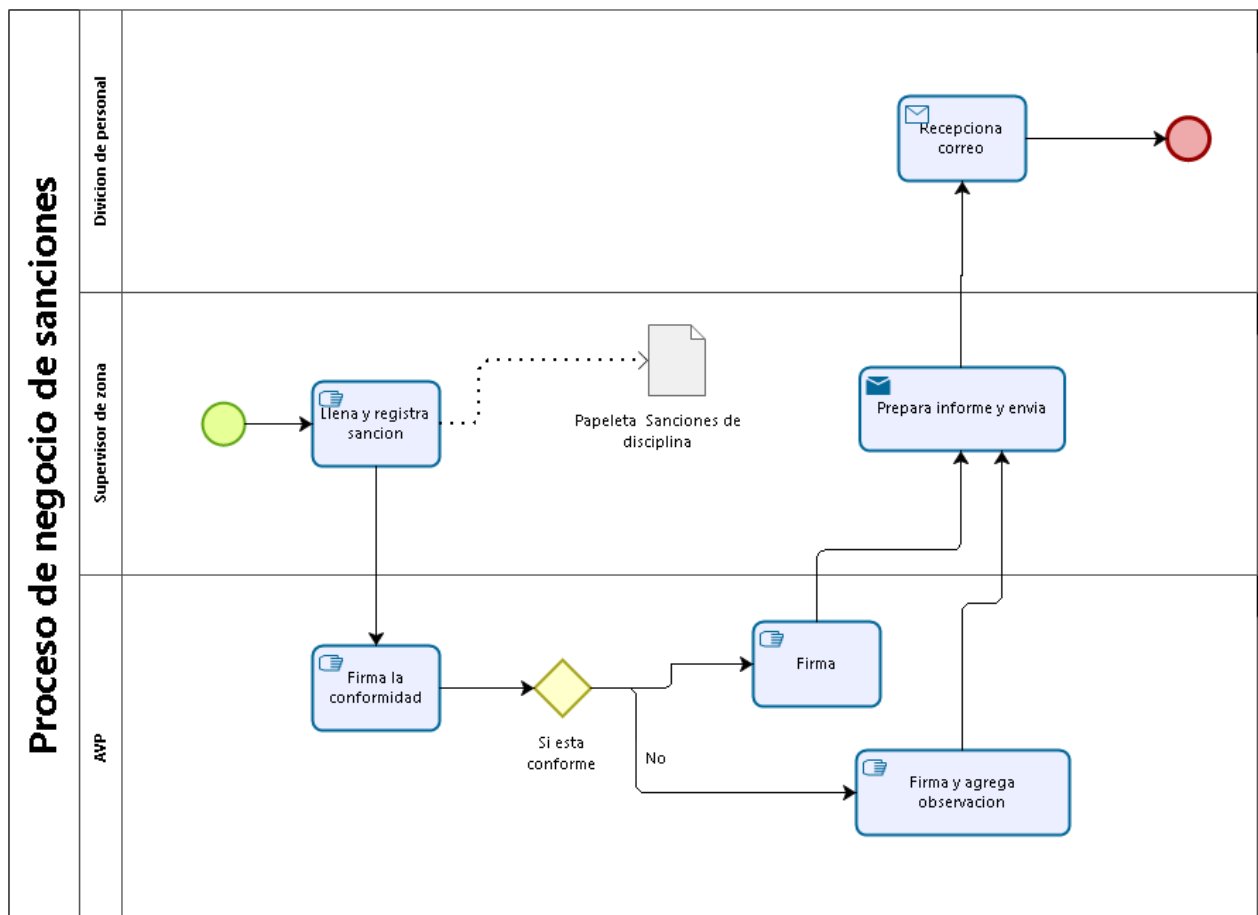 Proceso de negocio de sanciones
Divicion de personal
Recepciona
correo
Supervisor de zona
Llena y registra
sancion
Papeleta Sanciones de
disciplina
Prepara informe y envia
AVP
Firma la
conformidad
Si esta
conforme
No
Firma
Firma y agrega
observacion